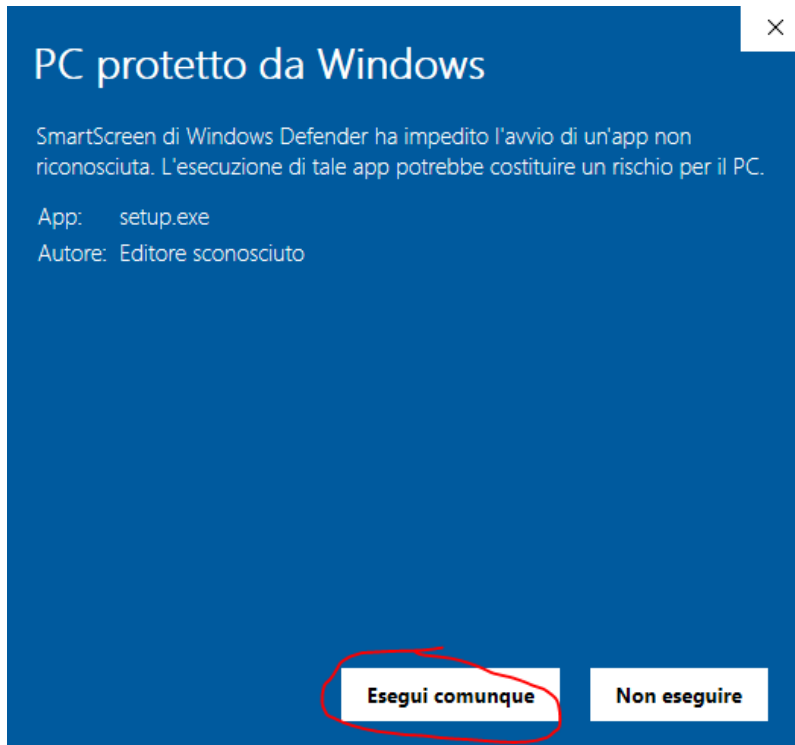 PC protetto da Windows
SmartScreen di Windows Defender ha impedito l'avvio di un'app non
riconosciuta. L'esecuzione di tale app potrebbe costituire un rischio per il PC.
App: setup.exe
Autore: Editore sconosciuto
Esegui comunque Non eseguire